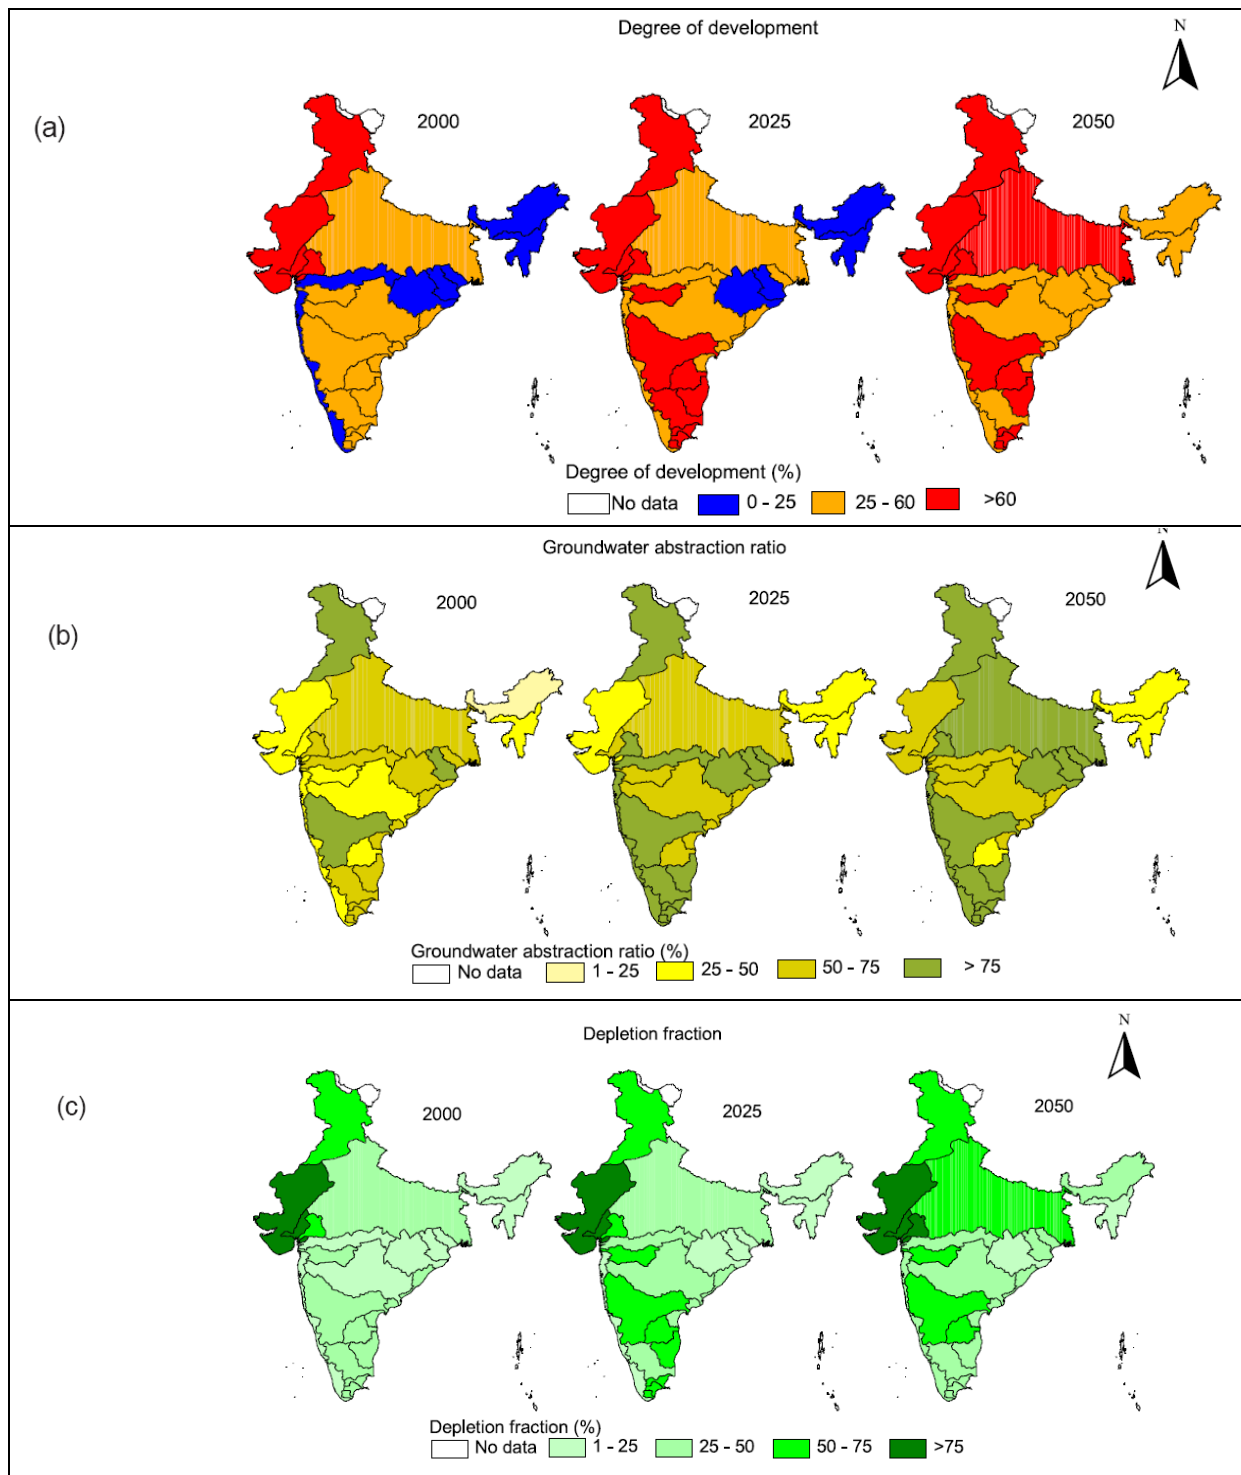 Degree of development
N
(a)
2000
2025
2050
Degree of development (%)
No data
0 - 25
25 - 60
>60
Groundwater abstraction ratio
N
(b)
2000
2025
2050
Groundwater abstraction ratio (%)
No data
1 - 25
25 - 50
50 - 75
> 75
Depletion fraction
N
(c)
2000
2025
2050
Depletion fraction (%)
No data
1 - 25
25 - 50
50 - 75
>75